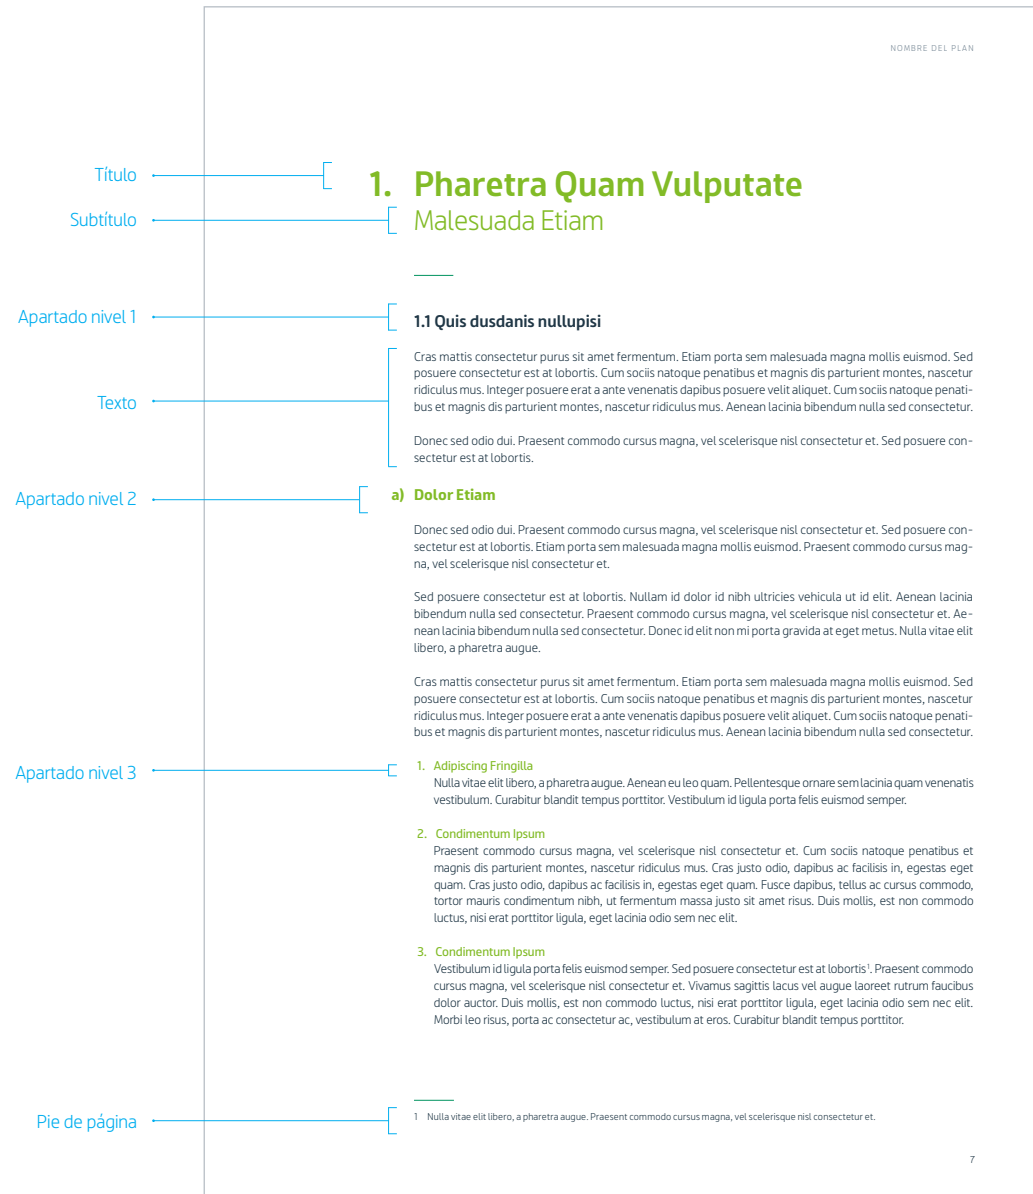 NOMBRE DEL PLAN
Título
1. Pharetra Quam Vulputate
Subtítulo
Malesuada Etiam
Apartado nivel 1
1.1 Quis dusdanis nullupisi
Texto
Cras mattis consectetur purus sit amet fermentum. Etiam porta sem malesuada magna mollis euismod. Sed
posuere consectetur est at lobortis. Cum sociis natoque penatibus et magnis dis parturient montes, nascetur
ridiculus mus. Integer posuere erat a ante venenatis dapibus posuere velit aliquet. Cum sociis natoque penati-
bus et magnis dis parturient montes, nascetur ridiculus mus. Aenean lacinia bibendum nulla sed consectetur.
Donec sed odio dui. Praesent commodo cursus magna, vel scelerisque nisl consectetur et. Sed posuere con-
sectetur est at lobortis.
Apartado nivel 2
a) Dolor Etiam
Donec sed odio dui. Praesent commodo cursus magna, vel scelerisque nisl consectetur et. Sed posuere con-
sectetur est at lobortis. Etiam porta sem malesuada magna mollis euismod. Praesent commodo cursus mag-
na, vel scelerisque nisl consectetur et.
Sed posuere consectetur est at lobortis. Nullam id dolor id nibh ultricies vehicula ut id elit. Aenean lacinia
bibendum nulla sed consectetur. Praesent commodo cursus magna, vel scelerisque nisl consectetur et. Ae-
nean lacinia bibendum nulla sed consectetur. Donec id elit non mi porta gravida at eget metus. Nulla vitae elit
libero, a pharetra augue.
Cras mattis consectetur purus sit amet fermentum. Etiam porta sem malesuada magna mollis euismod. Sed
posuere consectetur est at lobortis. Cum sociis natoque penatibus et magnis dis parturient montes, nascetur
ridiculus mus. Integer posuere erat a ante venenatis dapibus posuere velit aliquet. Cum sociis natoque penati-
bus et magnis dis parturient montes, nascetur ridiculus mus. Aenean lacinia bibendum nulla sed consectetur.
Apartado nivel 3
1. Adipiscing Fringilla
Nulla vitae elit libero, a pharetra augue. Aenean eu leo quam. Pellentesque ornare sem lacinia quam venenatis
vestibulum. Curabitur blandit tempus porttitor. Vestibulum id ligula porta felis euismod semper.
2. Condimentum Ipsum
Praesent commodo cursus magna, vel scelerisque nisl consectetur et. Cum sociis natoque penatibus et
magnis dis parturient montes, nascetur ridiculus mus. Cras justo odio, dapibus ac facilisis in, egestas eget
quam. Cras justo odio, dapibus ac facilisis in, egestas eget quam. Fusce dapibus, tellus ac cursus commodo,
tortor mauris condimentum nibh, ut fermentum massa justo sit amet risus. Duis mollis, est non commodo
luctus, nisi erat porttitor ligula, eget lacinia odio sem nec elit.
3. Condimentum Ipsum
Vestibulum id ligula porta felis euismod semper. Sed posuere consectetur est at lobortis¹. Praesent commodo
cursus magna, vel scelerisque nisl consectetur et. Vivamus sagittis lacus vel augue laoreet rutrum faucibus
dolor auctor. Duis mollis, est non commodo luctus, nisi erat porttitor ligula, eget lacinia odio sem nec elit.
Morbi leo risus, porta ac consectetur ac, vestibulum at eros. Curabitur blandit tempus porttitor.
Pie de página
1 Nulla vitae elit libero, a pharetra augue. Praesent commodo cursus magna, vel scelerisque nisl consectetur et.
7